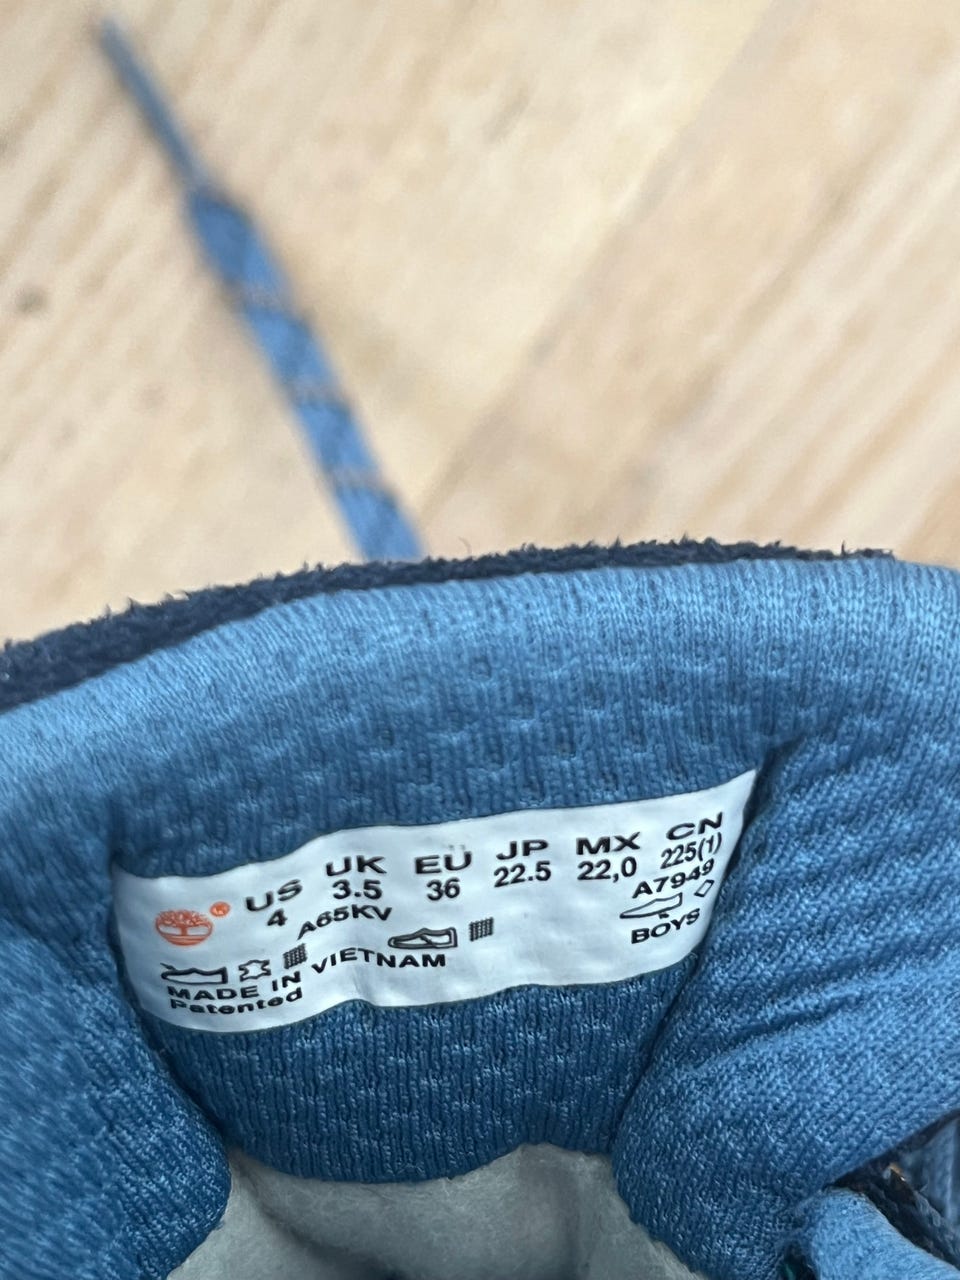 US UK EU JP MX CN
4 3.5 36 22.5 22,0 225(1)
A65KV A7949
BOYS
MADE IN VIETNAM
Patented